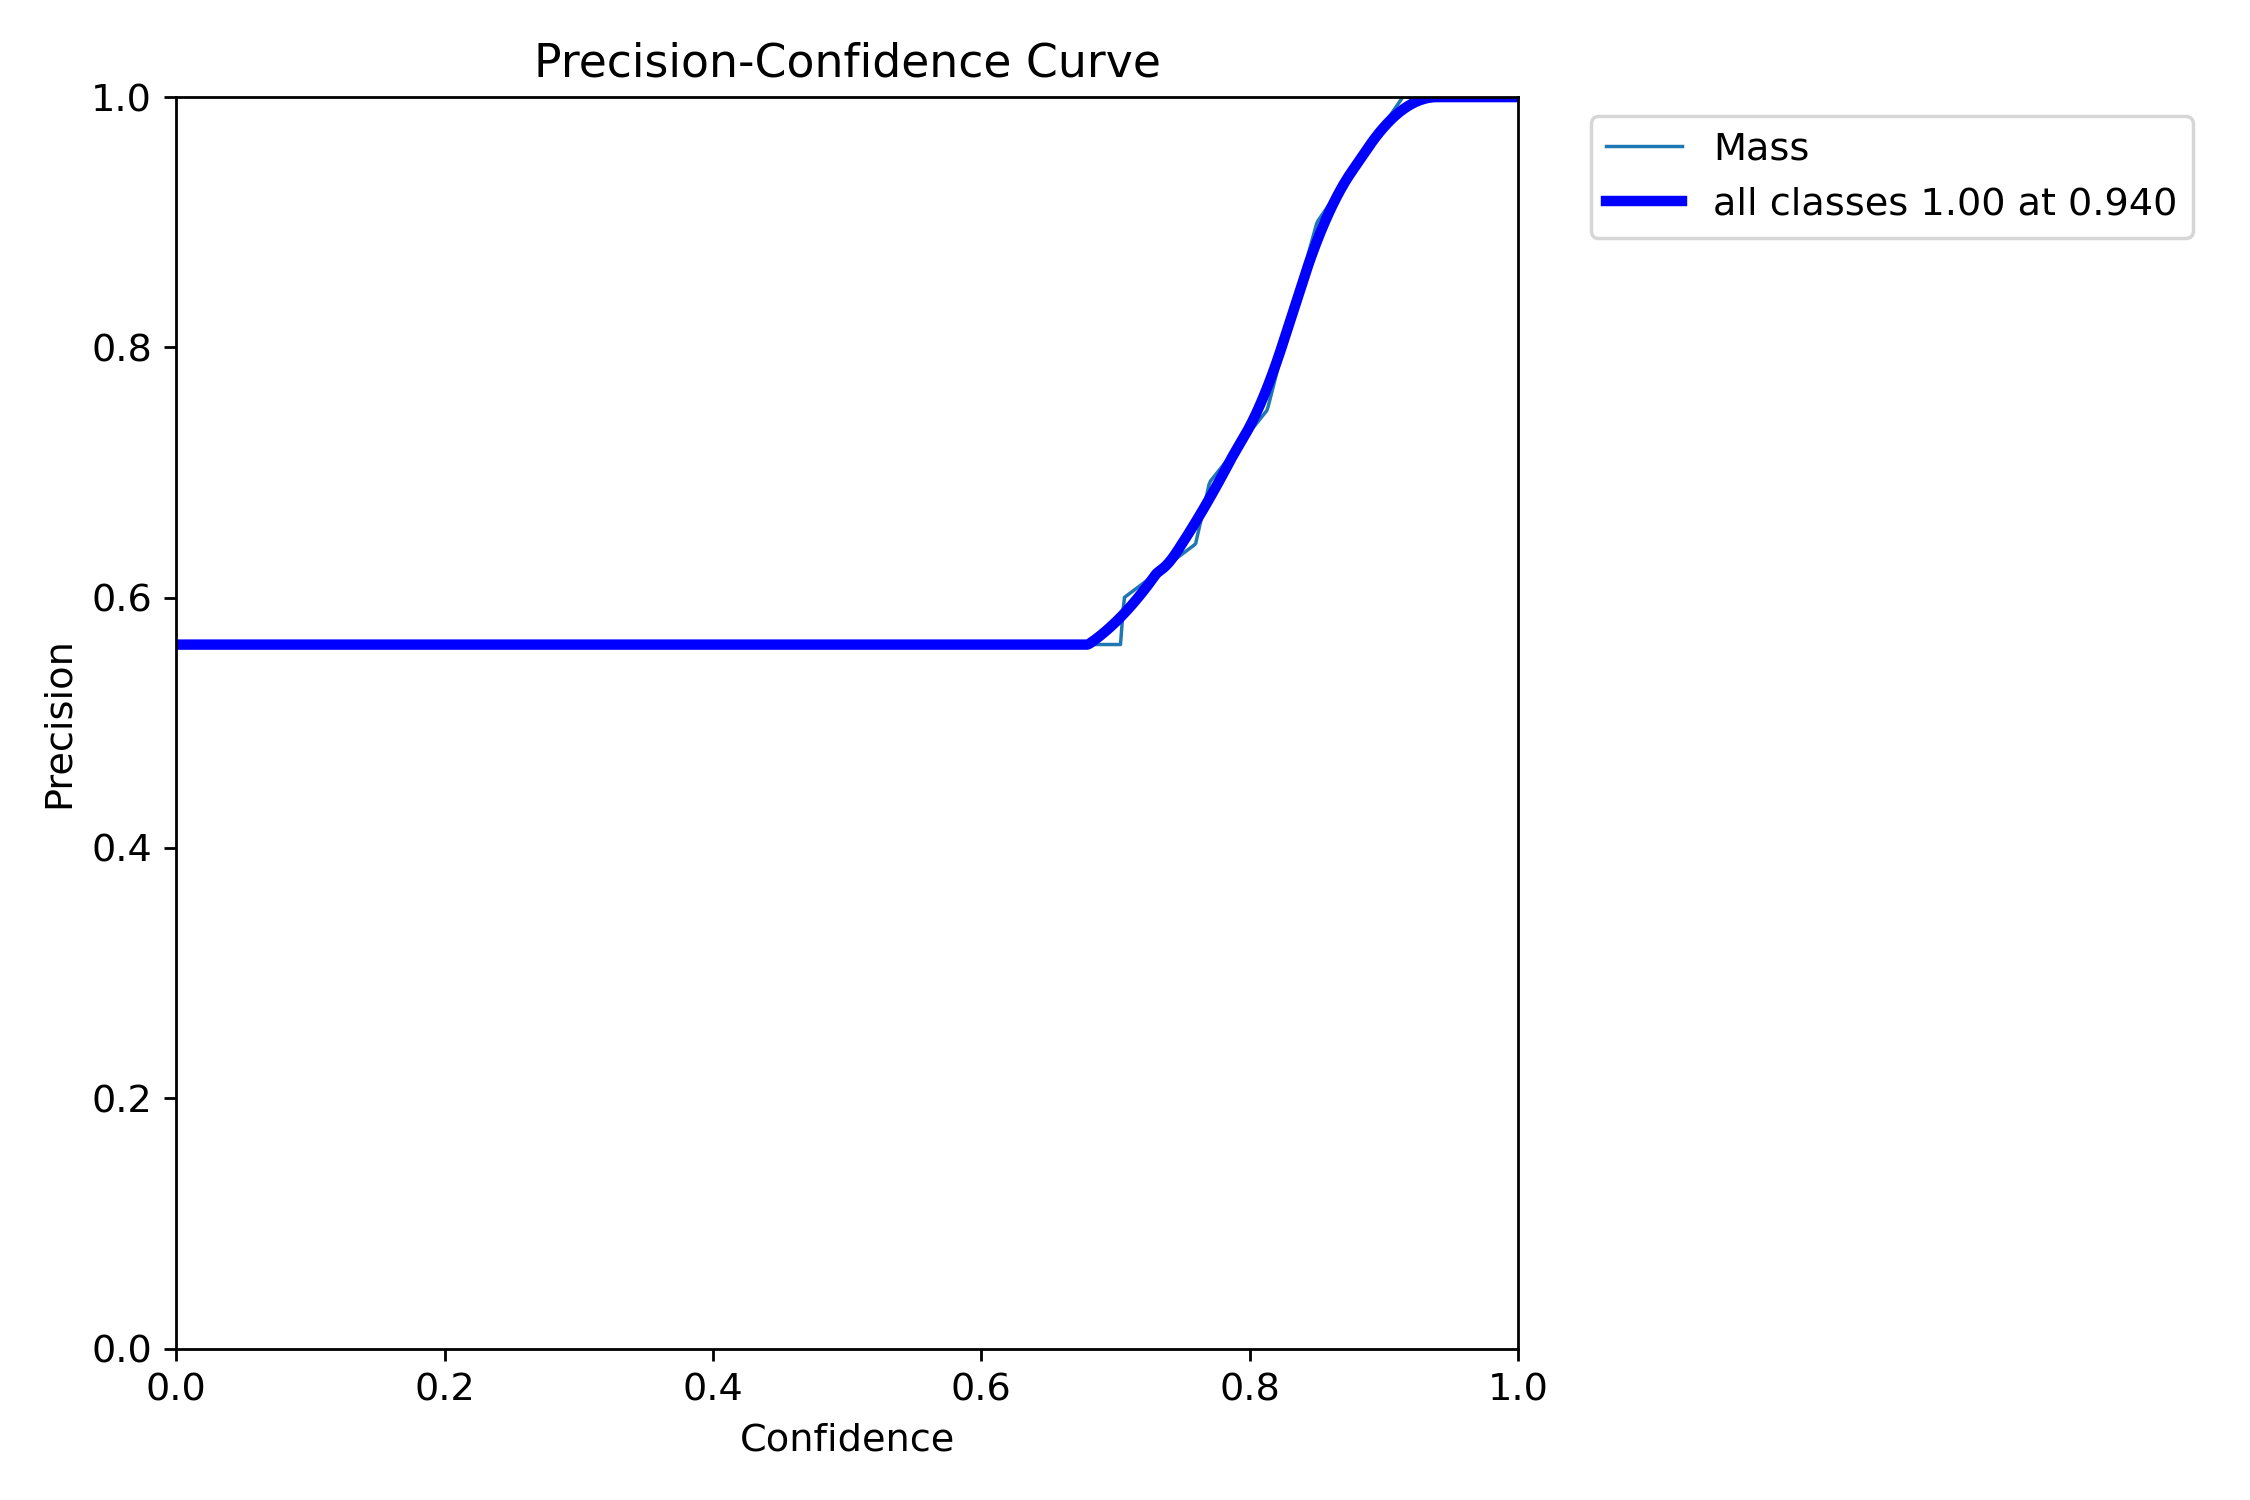 Precision-Confidence Curve
1.0
0.8
0.6
0.4
0.2
0.0
Precision
0.0 0.2 0.4 0.6 0.8 1.0
Confidence
Mass
all classes 1.00 at 0.940